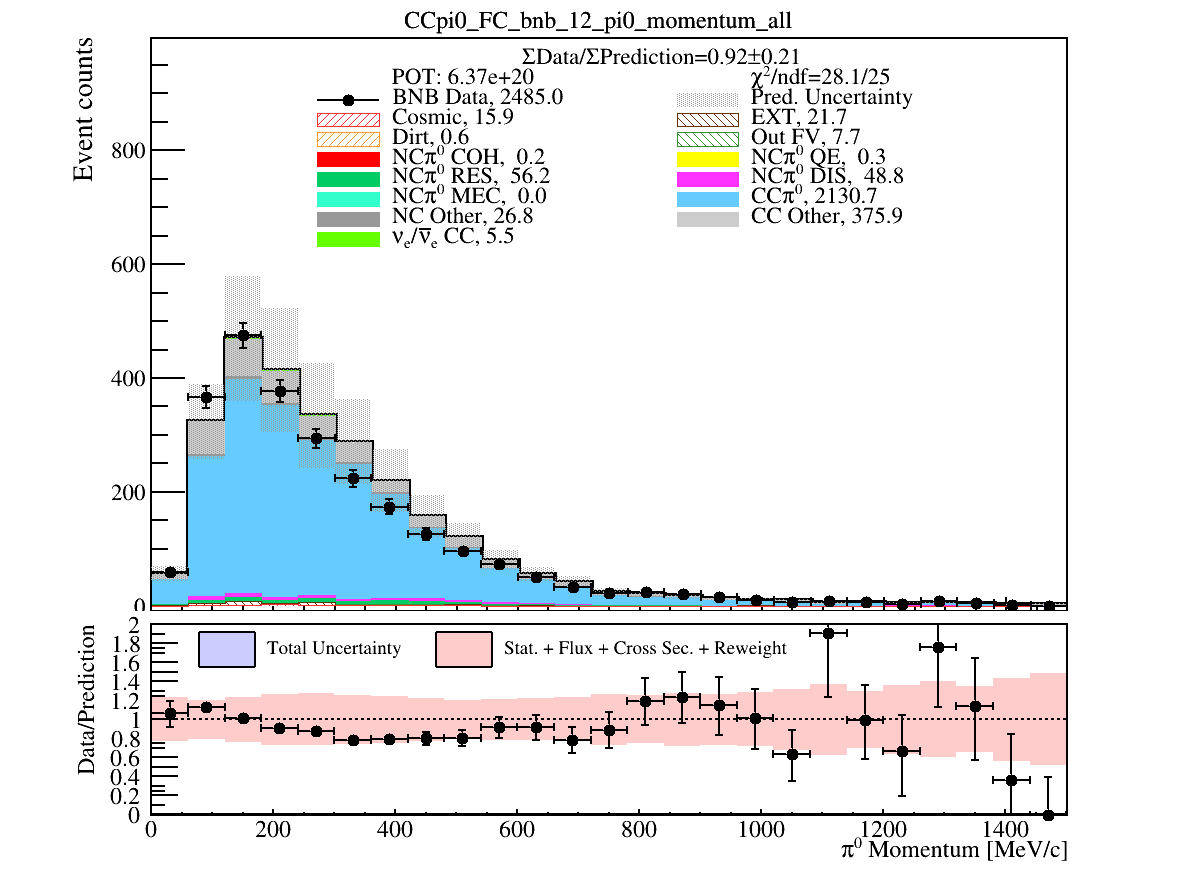 CCpi0_FC_bnb_12_pi0_momentum_all
ΣData/ΣPrediction=0.92±0.21
POT: 6.37e+20
χ²/ndf=28.1/25
BNB Data, 2485.0
Pred. Uncertainty
Cosmic, 15.9
EXT, 21.7
Dirt, 0.6
Out FV, 7.7
NCπ⁰ COH, 0.2
NCπ⁰ QE, 0.3
NCπ⁰ RES, 56.2
NCπ⁰ DIS, 48.8
NCπ⁰ MEC, 0.0
CCπ⁰, 2130.7
NC Other, 26.8
CC Other, 375.9
νₑ/ν̅ₑ CC, 5.5
Event counts
800
600
400
200
0
Total Uncertainty
Stat. + Flux + Cross Sec. + Reweight
Data/Prediction
2
1.8
1.6
1.4
1.2
1
0.8
0.6
0.4
0.2
0
0 200 400 600 800 1000 1200 1400
π⁰ Momentum [MeV/c]